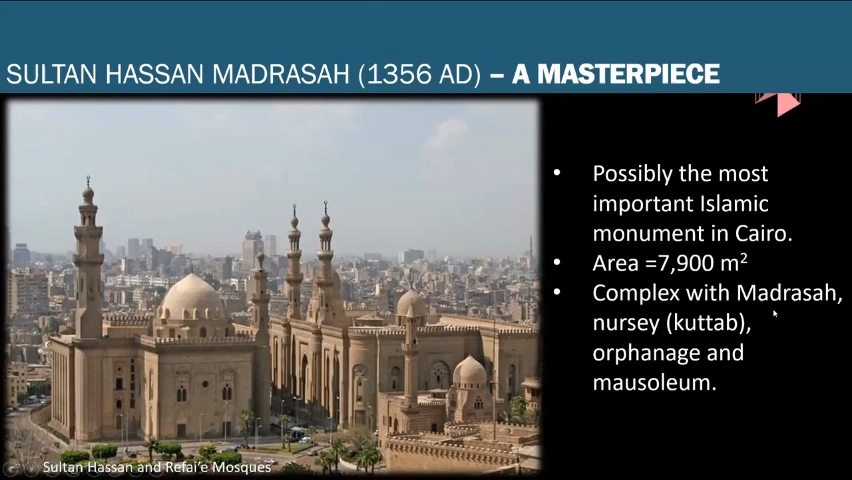 SULTAN HASSAN MADRASAH (1356 AD) – A MASTERPIECE
• Possibly the most
important Islamic
monument in Cairo.
• Area =7,900 m²
• Complex with Madrasah,
nursey (kuttab),
orphanage and
mausoleum.
Sultan Hassan and Refai'e Mosques